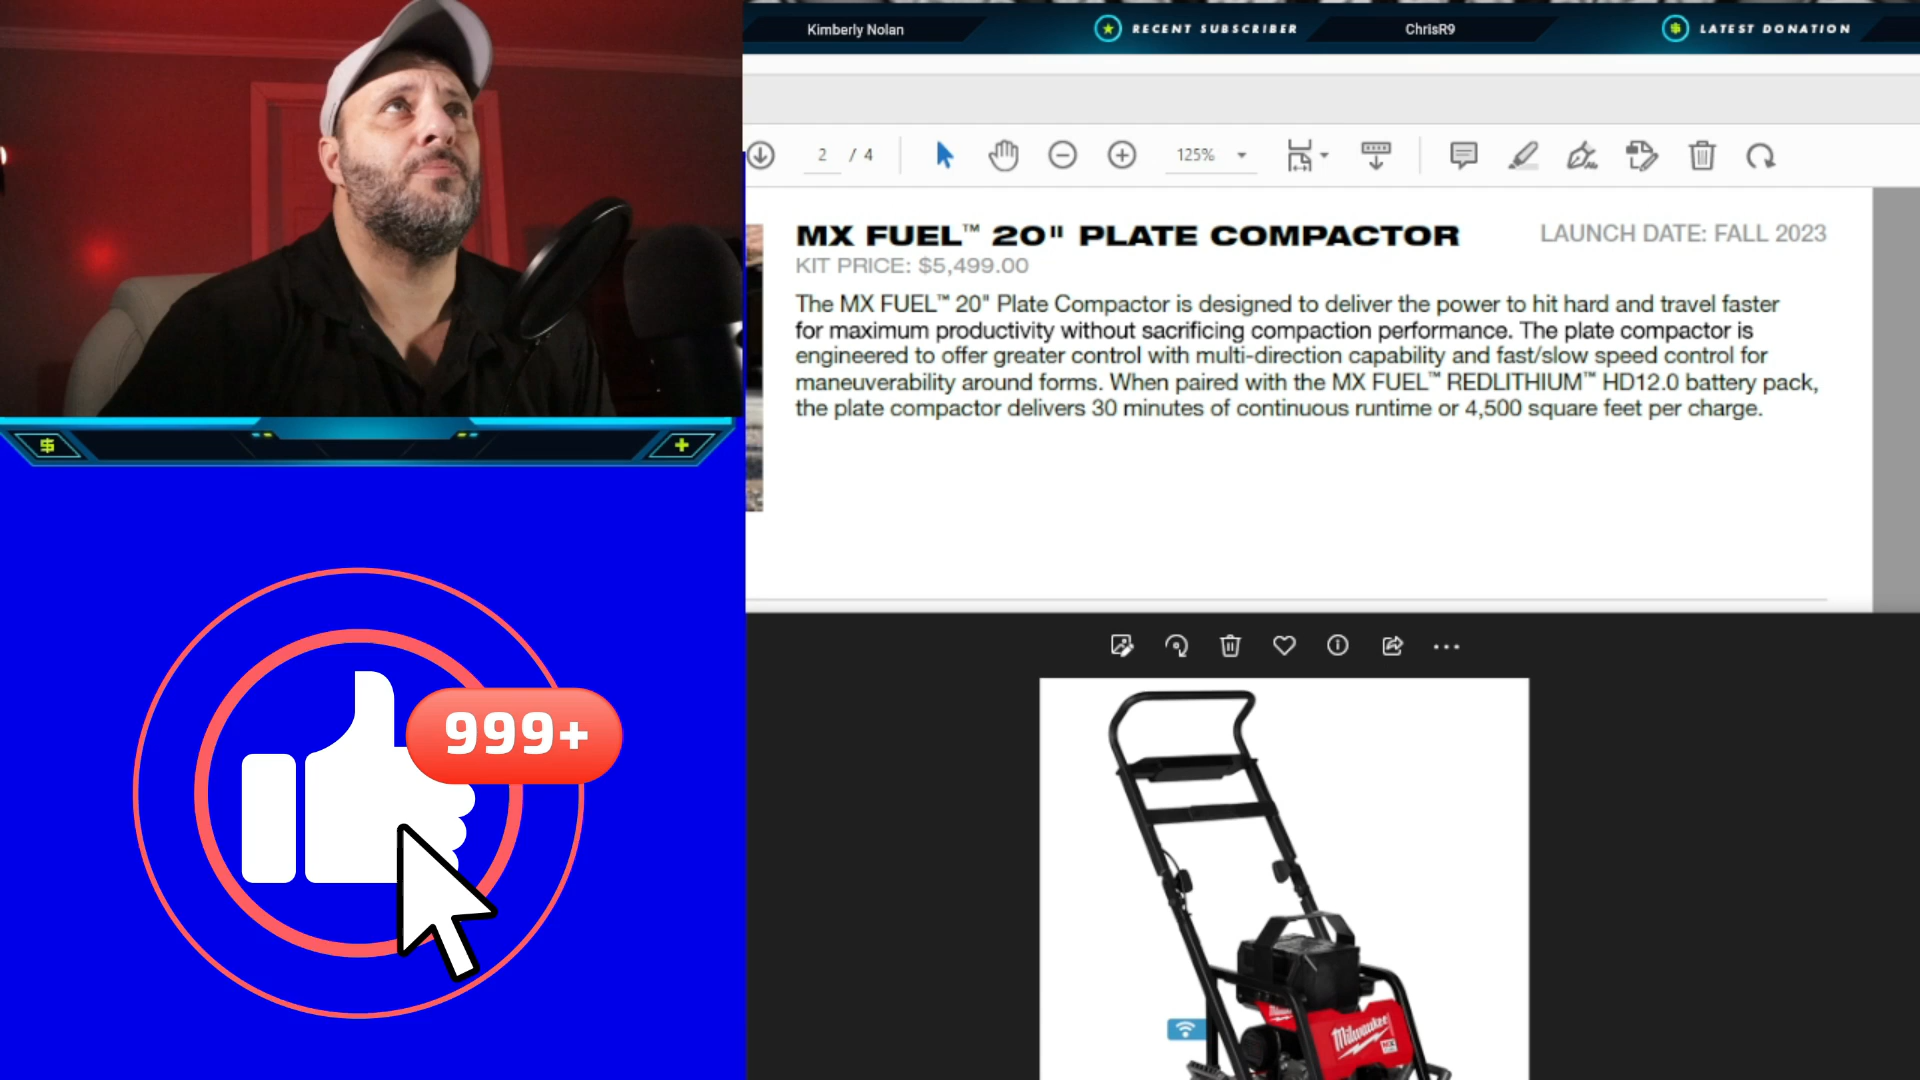 Kimberly Nolan
RECENT SUBSCRIBER
ChrisR9
LATEST DONATION
2 / 4
125%
MX FUEL™ 20" PLATE COMPACTOR
LAUNCH DATE: FALL 2023
KIT PRICE: $5,499.00
The MX FUEL™ 20" Plate Compactor is designed to deliver the power to hit hard and travel faster
for maximum productivity without sacrificing compaction performance. The plate compactor is
engineered to offer greater control with multi-direction capability and fast/slow speed control for
maneuverability around forms. When paired with the MX FUEL™ REDLITHIUM™ HD12.0 battery pack,
the plate compactor delivers 30 minutes of continuous runtime or 4,500 square feet per charge.
999+
Milwaukee